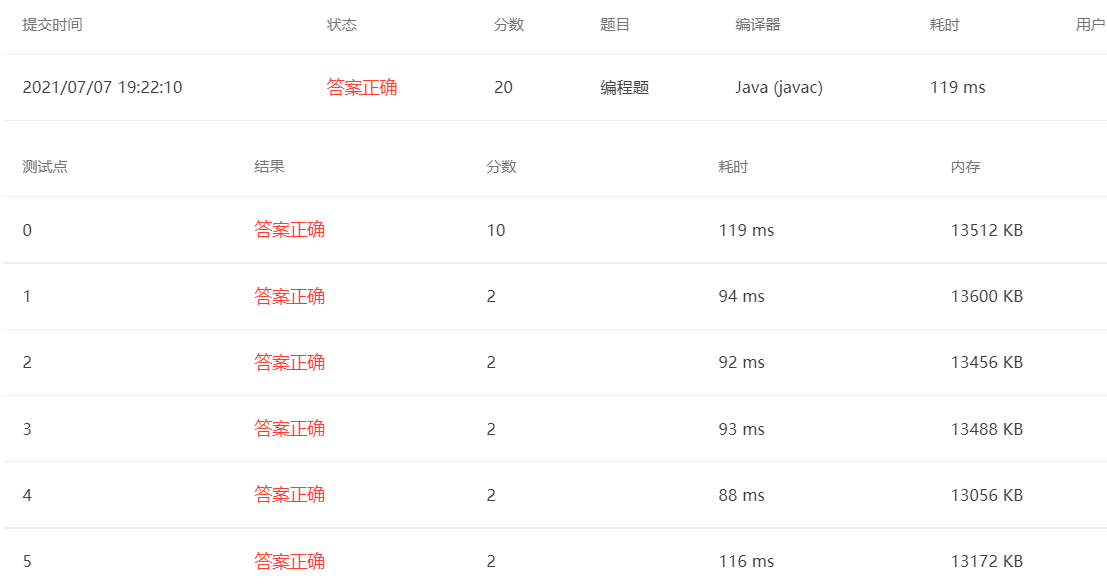 提交时间 状态 分数 题目 编译器 耗时 用户
2021/07/07 19:22:10 答案正确 20 编程题 Java (javac) 119 ms
测试点 结果 分数 耗时 内存
0 答案正确 10 119 ms 13512 KB
1 答案正确 2 94 ms 13600 KB
2 答案正确 2 92 ms 13456 KB
3 答案正确 2 93 ms 13488 KB
4 答案正确 2 88 ms 13056 KB
5 答案正确 2 116 ms 13172 KB